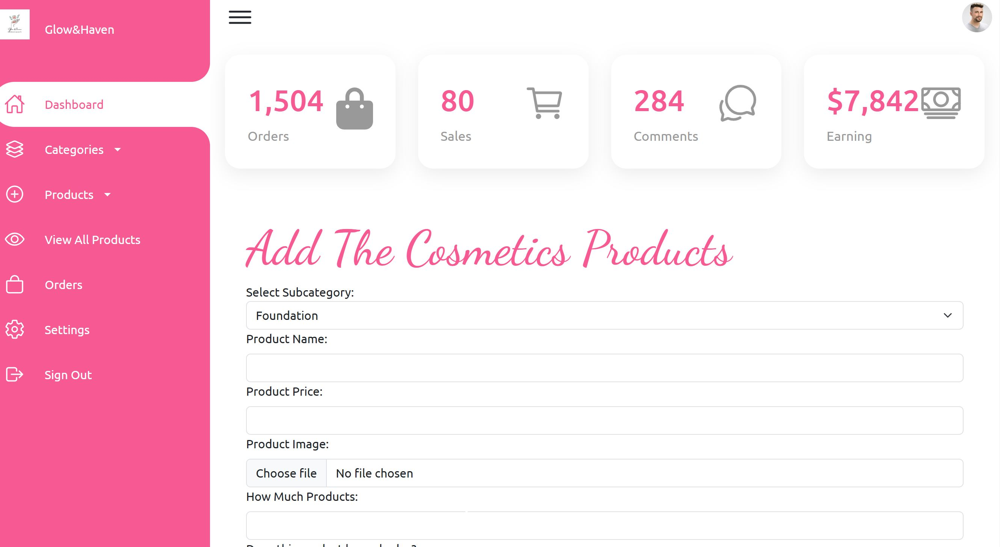 Glow&Haven
Dashboard
Categories
Products
View All Products
Orders
Settings
Sign Out
1,504
Orders
80
Sales
284
Comments
$7,842
Earning
Add The Cosmetics Products
Select Subcategory:
Foundation
Product Name:
Product Price:
Product Image:
Choose file No file chosen
How Much Products: